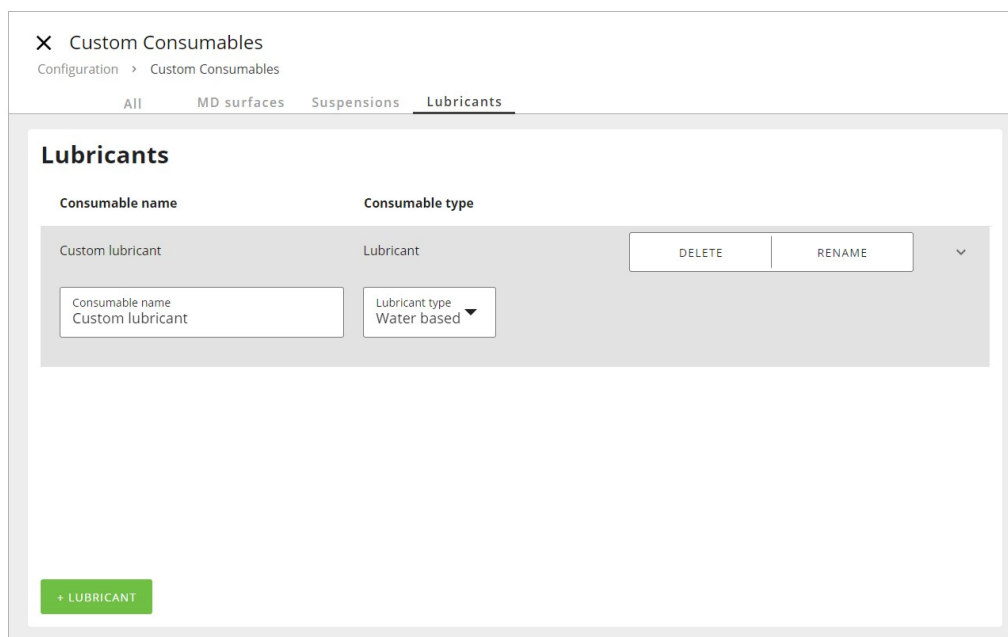 Custom Consumables
Configuration > Custom Consumables
All MD surfaces Suspensions Lubricants
Lubricants
Consumable name Consumable type
Custom lubricant Lubricant DELETE RENAME
Consumable name Lubricant type
Custom lubricant Water based
+ LUBRICANT